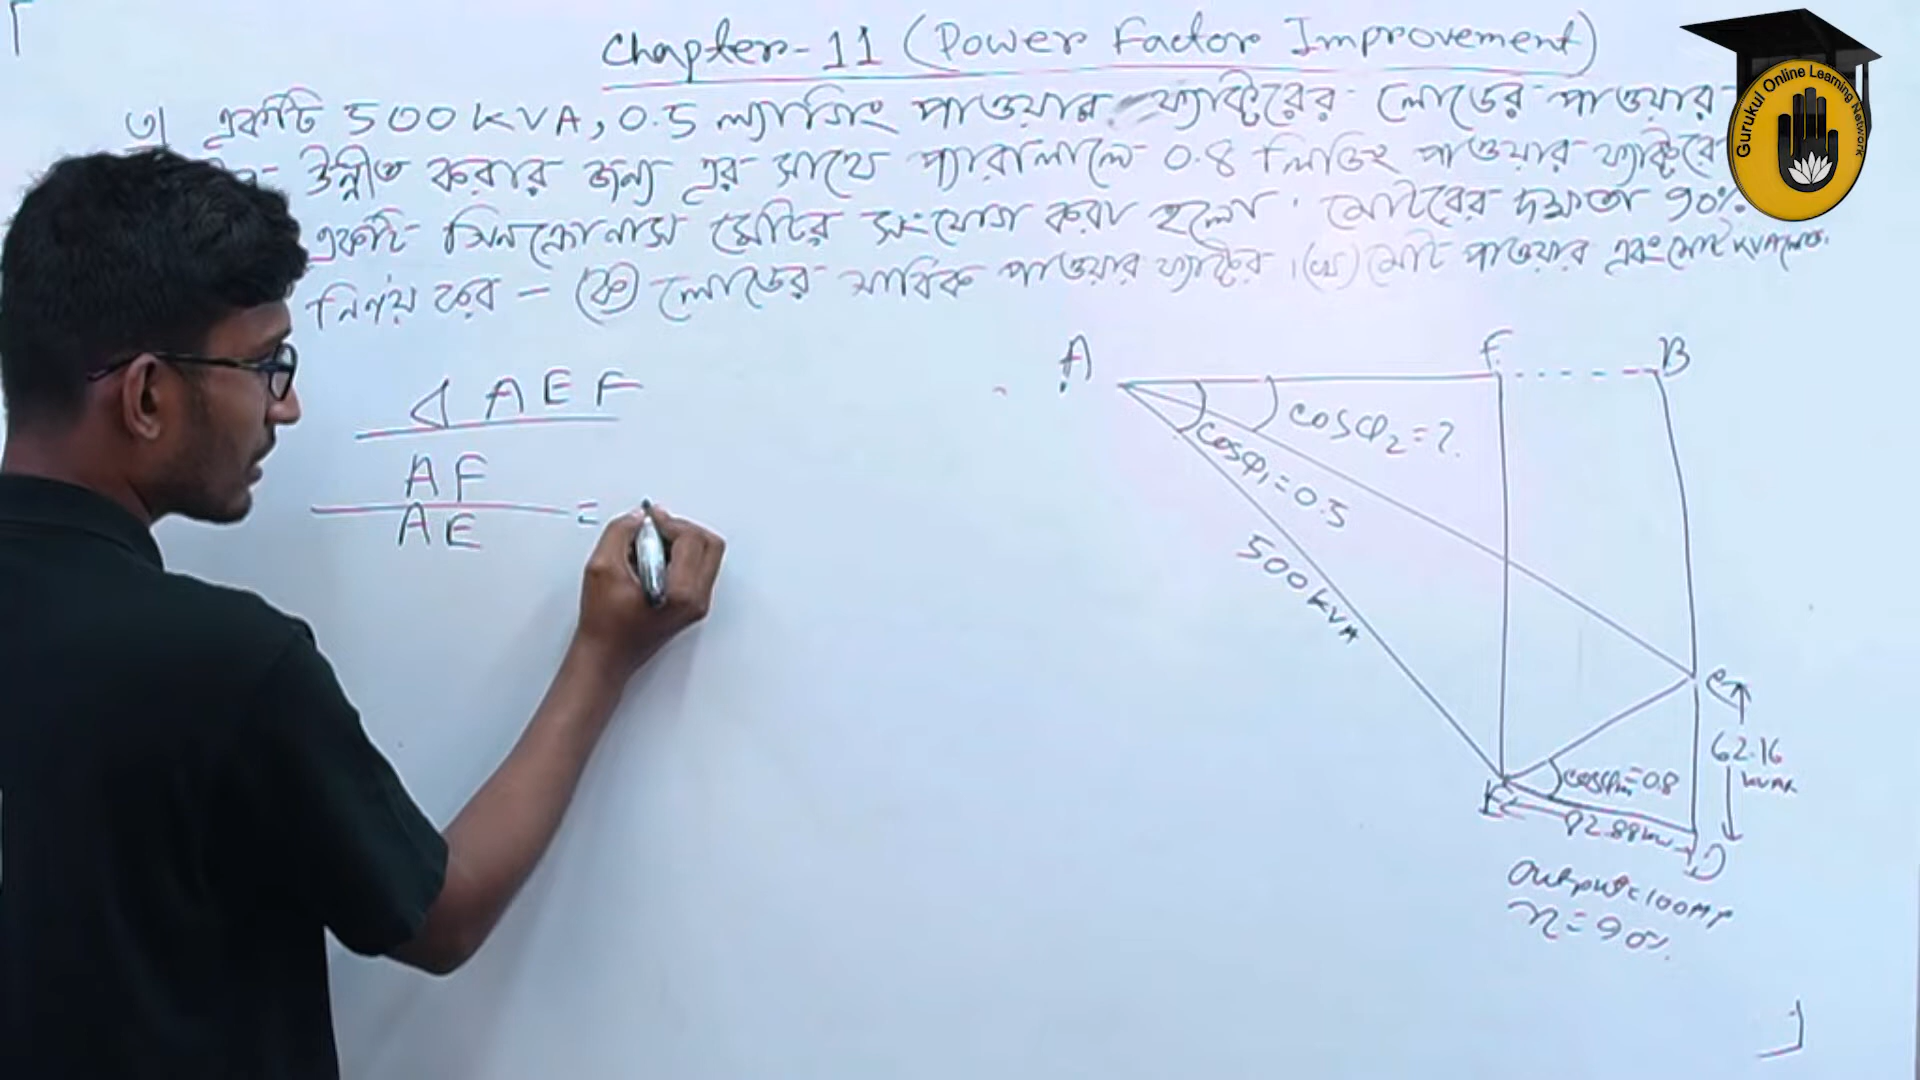 Chapter-11 (Power Factor Improvement)
৩। একটি 500 KVA, 0.5 ল্যাগিং পাওয়ার ফ্যাক্টরের লোডের পাওয়ার
উন্নীত করার জন্য এর সাথে প্যারালালে 0.8 লিডিং পাওয়ার ফ্যাক্টরে
একটি সিনক্রোনাস মোটর সংযোগ করা হলো। মোটরের দক্ষতা 90%.
নির্ণয় কর - (ক) লোডের সার্বিক পাওয়ার ফ্যাক্টর। (খ) মোট পাওয়ার এবং মোট KVA
Gurukul Online Learning Network
A F B
◁ AEF
AF
AE =
cosφ₂ = ?
cosφ₁ = 0.5
500 KVA
62.16
KVAR
= 0.8
E
82.88 kw
D
Output = 100 HP
η = 90%